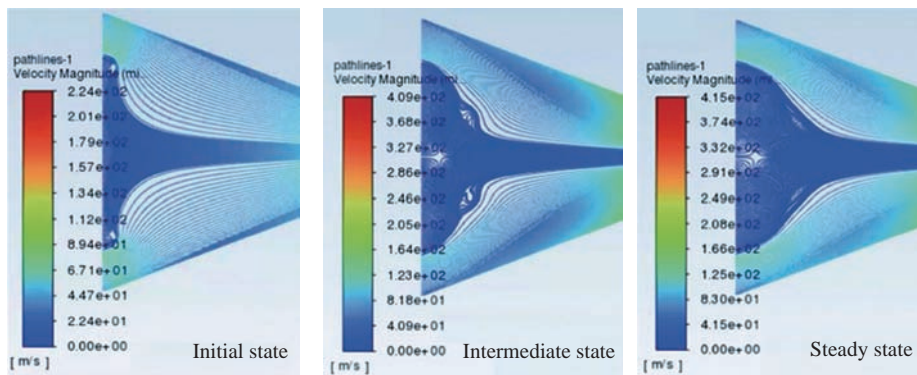 pathlines-1
Velocity Magnitude (mi...
2.24e+02
2.01e+02
1.79e+02
1.57e+02
1.34e+02
1.12e+02
8.94e+01
6.71e+01
4.47e+01
2.24e+01
0.00e+00
[ m/s ]
Initial state
pathlines-1
Velocity Magnitude (mi...
4.09e+02
3.68e+02
3.27e+02
2.86e+02
2.46e+02
2.05e+02
1.64e+02
1.23e+02
8.18e+01
4.09e+01
0.00e+00
[ m/s ]
Intermediate state
pathlines-1
Velocity Magnitude (mi...
4.15e+02
3.74e+02
3.32e+02
2.91e+02
2.49e+02
2.08e+02
1.66e+02
1.25e+02
8.30e+01
4.15e+01
0.00e+00
[ m/s ]
Steady state